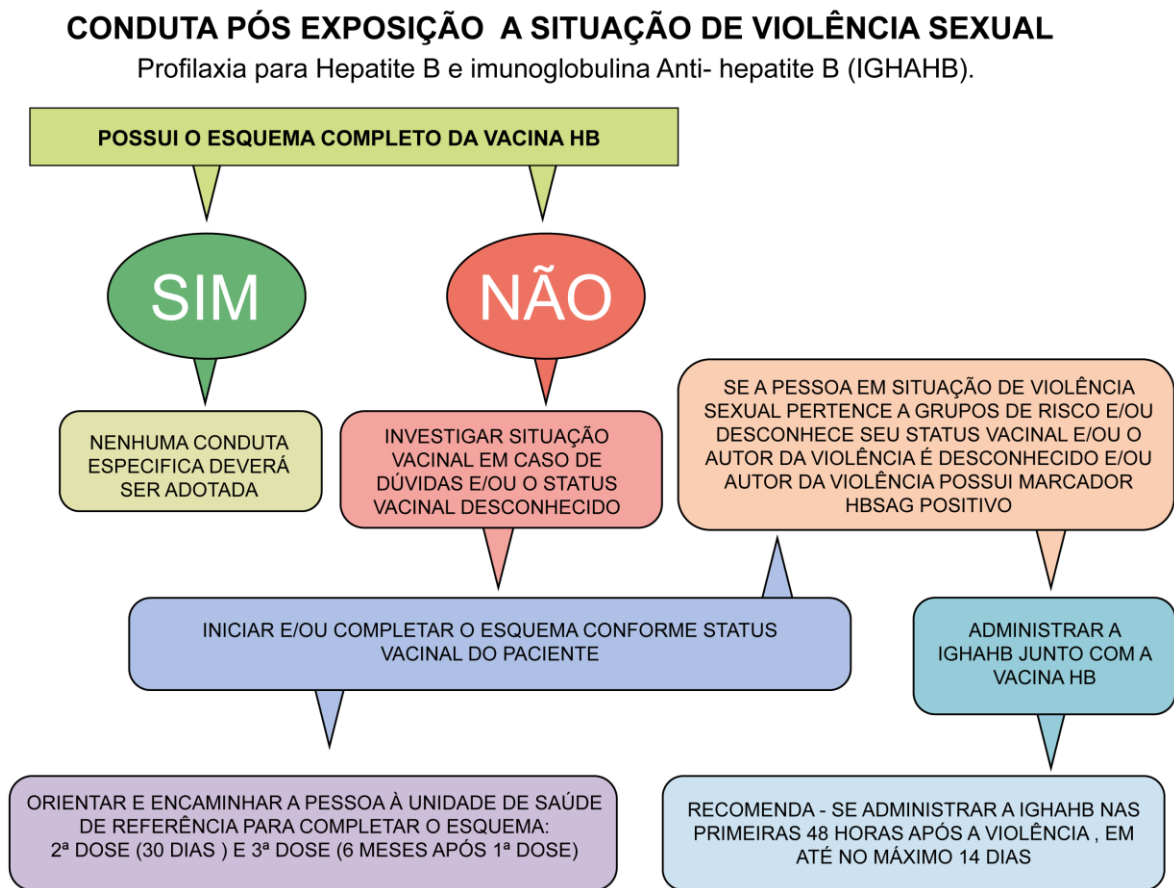 CONDUTA PÓS EXPOSIÇÃO A SITUAÇÃO DE VIOLÊNCIA SEXUAL
Profilaxia para Hepatite B e imunoglobulina Anti- hepatite B (IGHAHB).
POSSUI O ESQUEMA COMPLETO DA VACINA HB
SIM
NÃO
NENHUMA CONDUTA
ESPECIFICA DEVERÁ
SER ADOTADA
INVESTIGAR SITUAÇÃO
VACINAL EM CASO DE
DÚVIDAS E/OU O STATUS
VACINAL DESCONHECIDO
SE A PESSOA EM SITUAÇÃO DE VIOLÊNCIA
SEXUAL PERTENCE A GRUPOS DE RISCO E/OU
DESCONHECE SEU STATUS VACINAL E/OU O
AUTOR DA VIOLÊNCIA É DESCONHECIDO E/OU
AUTOR DA VIOLÊNCIA POSSUI MARCADOR
HBSAG POSITIVO
INICIAR E/OU COMPLETAR O ESQUEMA CONFORME STATUS
VACINAL DO PACIENTE
ADMINISTRAR A
IGHAHB JUNTO COM A
VACINA HB
ORIENTAR E ENCAMINHAR A PESSOA À UNIDADE DE SAÚDE
DE REFERÊNCIA PARA COMPLETAR O ESQUEMA:
2ª DOSE (30 DIAS ) E 3ª DOSE (6 MESES APÓS 1ª DOSE)
RECOMENDA - SE ADMINISTRAR A IGHAHB NAS
PRIMEIRAS 48 HORAS APÓS A VIOLÊNCIA , EM
ATÉ NO MÁXIMO 14 DIAS